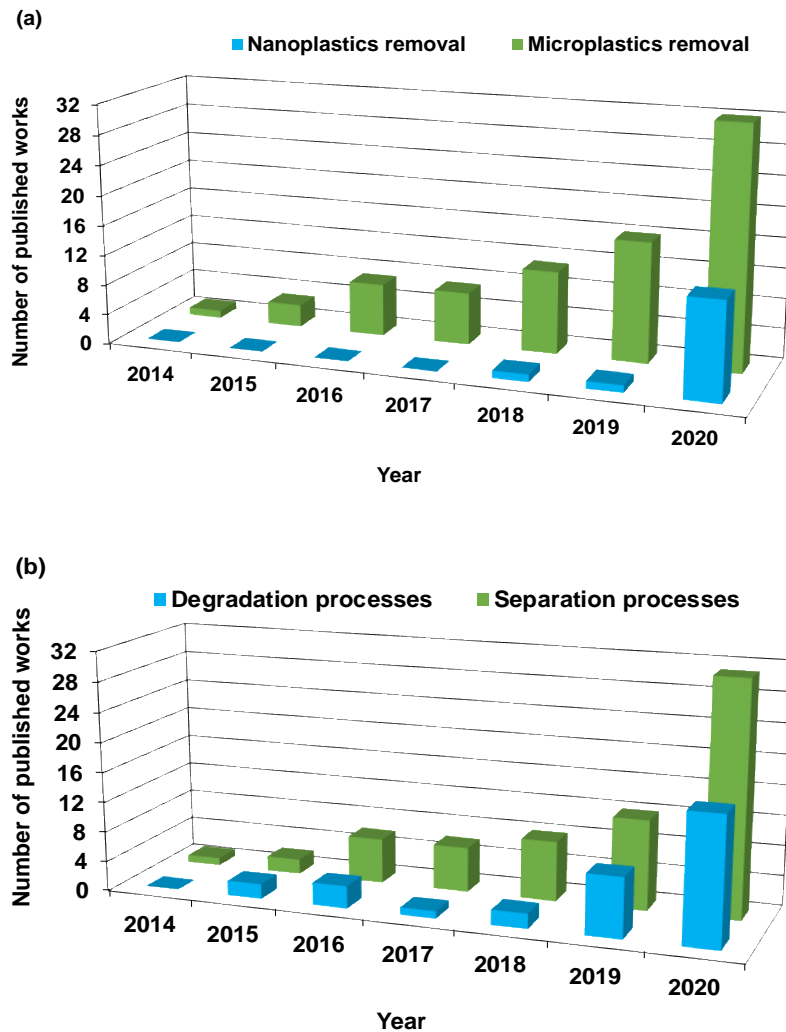 (a)
Nanoplastics removal Microplastics removal
Number of published works
32
28
24
20
16
12
8
4
0
2014 2015 2016 2017 2018 2019 2020
Year
(b)
Degradation processes Separation processes
Number of published works
32
28
24
20
16
12
8
4
0
2014 2015 2016 2017 2018 2019 2020
Year